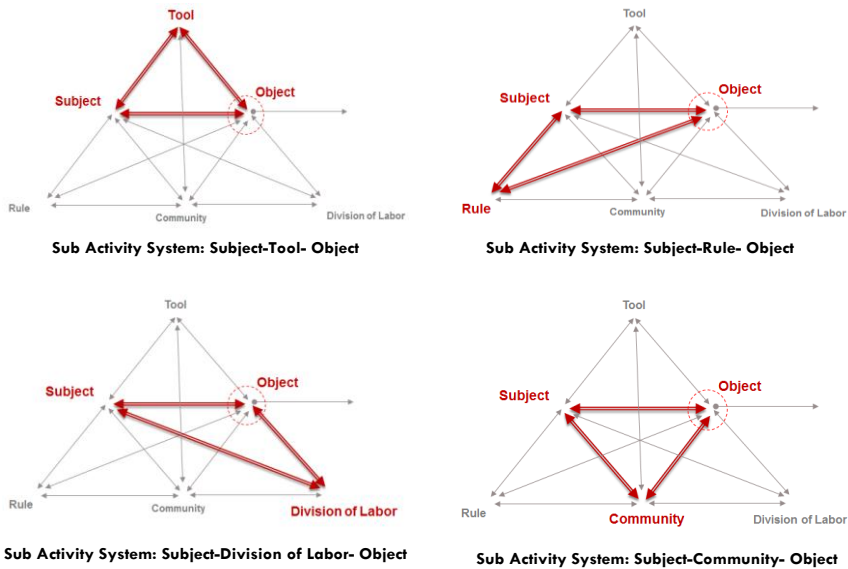 Tool
Subject
Object
Rule
Community
Division of Labor
Sub Activity System: Subject-Tool- Object
Tool
Subject
Object
Rule
Community
Division of Labor
Sub Activity System: Subject-Rule- Object
Tool
Subject
Object
Rule
Community
Division of Labor
Sub Activity System: Subject-Division of Labor- Object
Tool
Subject
Object
Rule
Community
Division of Labor
Sub Activity System: Subject-Community- Object